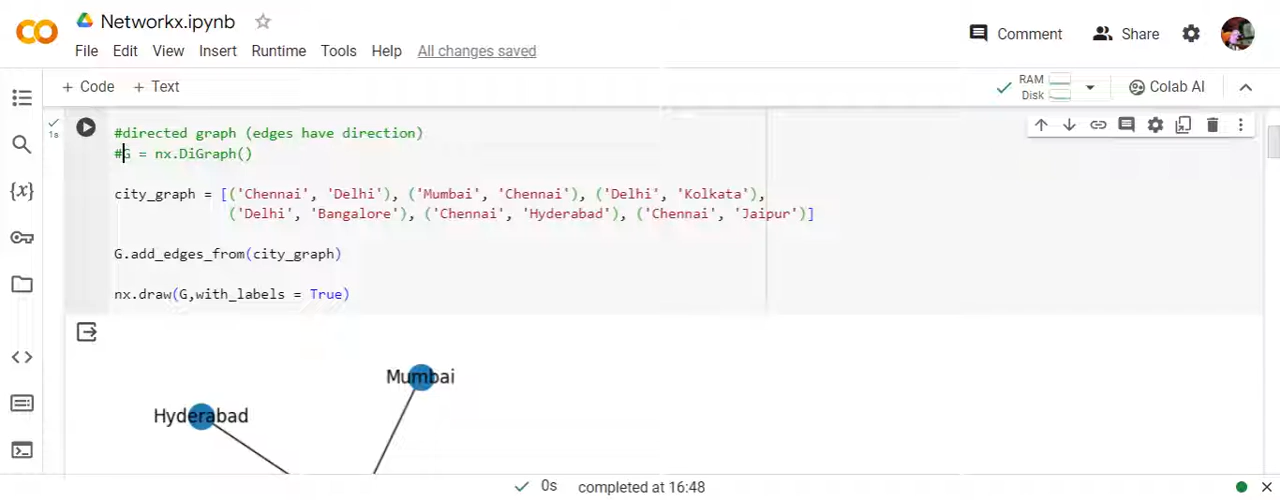 Networkx.ipynb
File Edit View Insert Runtime Tools Help All changes saved
Comment Share
+ Code + Text
RAM
Disk
Colab AI
1s
#directed graph (edges have direction)
#G = nx.DiGraph()
city_graph = [('Chennai', 'Delhi'), ('Mumbai', 'Chennai'), ('Delhi', 'Kolkata'),
('Delhi', 'Bangalore'), ('Chennai', 'Hyderabad'), ('Chennai', 'Jaipur')]
G.add_edges_from(city_graph)
nx.draw(G,with_labels = True)
Mumbai
Hyderabad
0s completed at 16:48